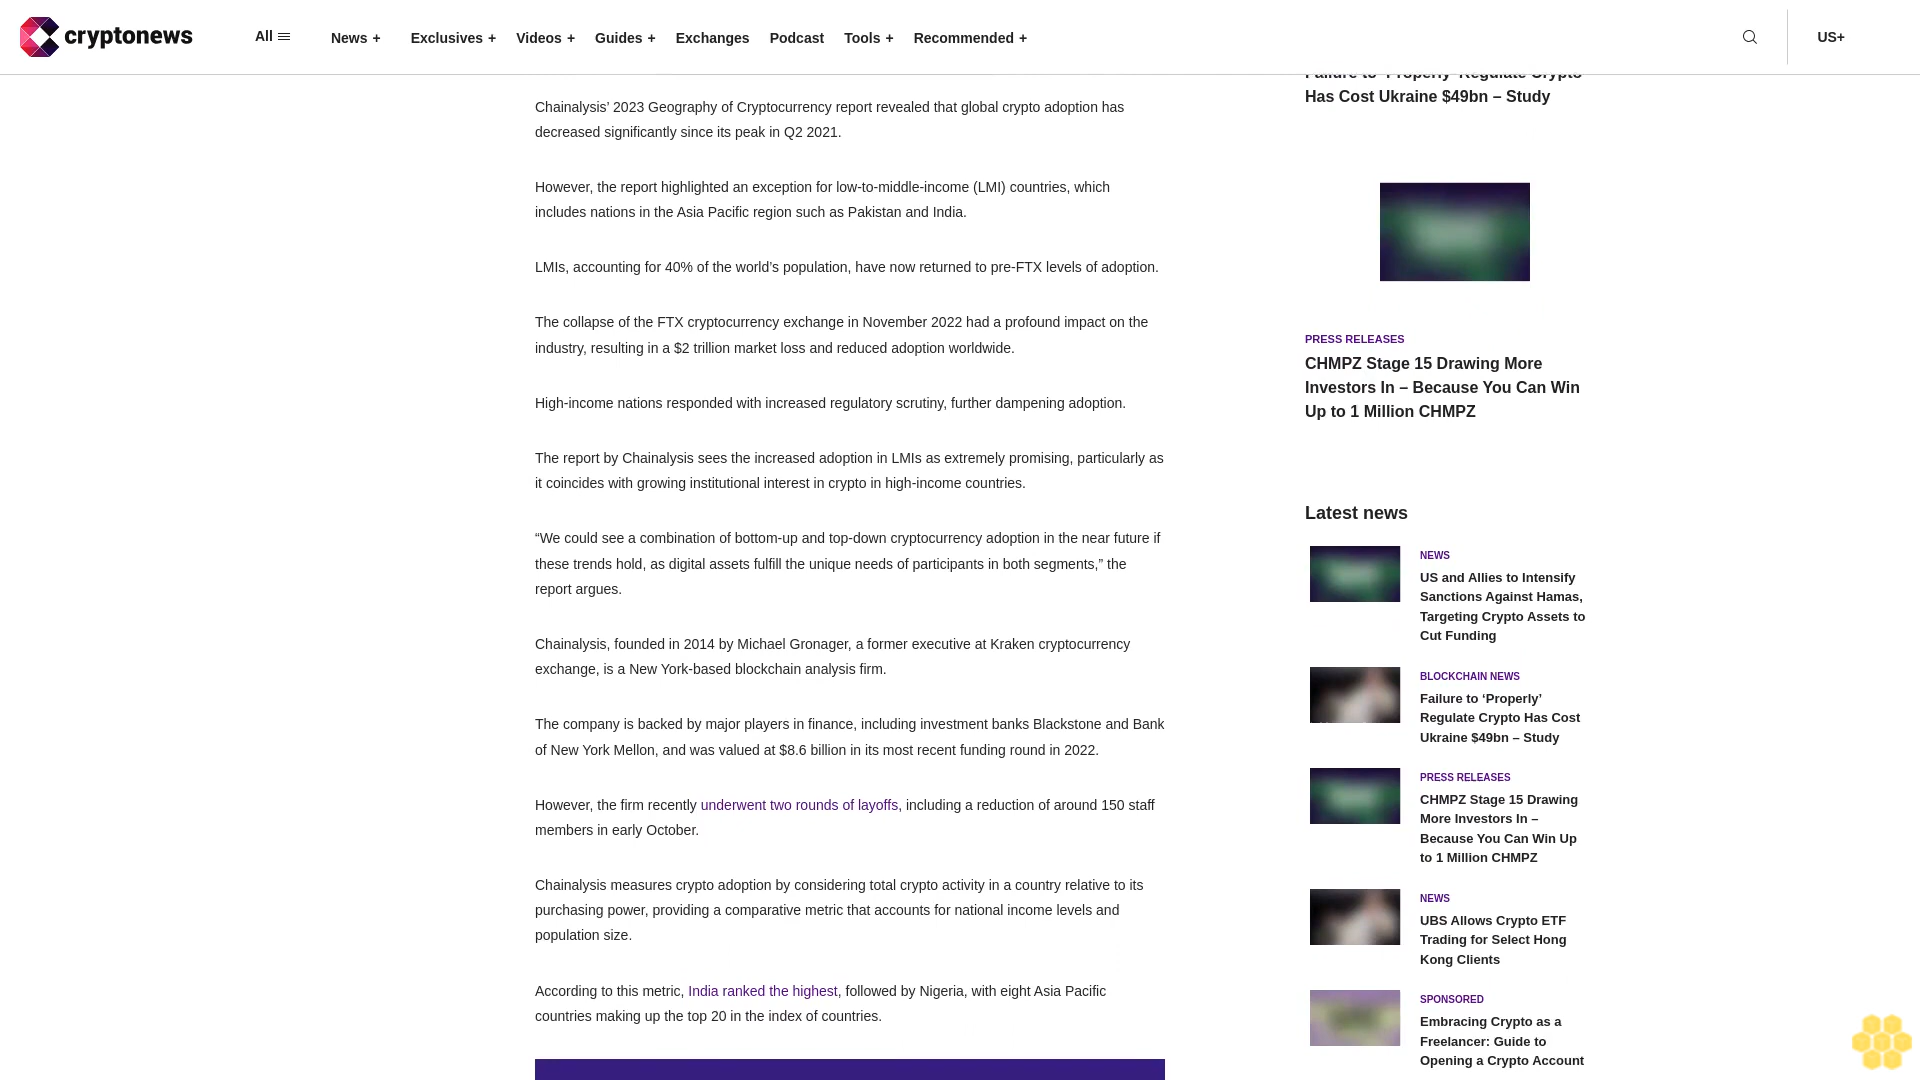 cryptonews
All
News +
Exclusives +
Videos +
Guides +
Exchanges
Podcast
Tools +
Recommended +
US+
Chainalysis’ 2023 Geography of Cryptocurrency report revealed that global crypto adoption has
decreased significantly since its peak in Q2 2021.
However, the report highlighted an exception for low-to-middle-income (LMI) countries, which
includes nations in the Asia Pacific region such as Pakistan and India.
LMIs, accounting for 40% of the world’s population, have now returned to pre-FTX levels of adoption.
The collapse of the FTX cryptocurrency exchange in November 2022 had a profound impact on the
industry, resulting in a $2 trillion market loss and reduced adoption worldwide.
High-income nations responded with increased regulatory scrutiny, further dampening adoption.
The report by Chainalysis sees the increased adoption in LMIs as extremely promising, particularly as
it coincides with growing institutional interest in crypto in high-income countries.
“We could see a combination of bottom-up and top-down cryptocurrency adoption in the near future if
these trends hold, as digital assets fulfill the unique needs of participants in both segments,” the
report argues.
Chainalysis, founded in 2014 by Michael Gronager, a former executive at Kraken cryptocurrency
exchange, is a New York-based blockchain analysis firm.
The company is backed by major players in finance, including investment banks Blackstone and Bank
of New York Mellon, and was valued at $8.6 billion in its most recent funding round in 2022.
However, the firm recently underwent two rounds of layoffs, including a reduction of around 150 staff
members in early October.
Chainalysis measures crypto adoption by considering total crypto activity in a country relative to its
purchasing power, providing a comparative metric that accounts for national income levels and
population size.
According to this metric, India ranked the highest, followed by Nigeria, with eight Asia Pacific
countries making up the top 20 in the index of countries.
Failure to ‘Properly’ Regulate Crypto
Has Cost Ukraine $49bn – Study
PRESS RELEASES
CHMPZ Stage 15 Drawing More
Investors In – Because You Can Win
Up to 1 Million CHMPZ
Latest news
NEWS
US and Allies to Intensify
Sanctions Against Hamas,
Targeting Crypto Assets to
Cut Funding
BLOCKCHAIN NEWS
Failure to ‘Properly’
Regulate Crypto Has Cost
Ukraine $49bn – Study
PRESS RELEASES
CHMPZ Stage 15 Drawing
More Investors In –
Because You Can Win Up
to 1 Million CHMPZ
NEWS
UBS Allows Crypto ETF
Trading for Select Hong
Kong Clients
SPONSORED
Embracing Crypto as a
Freelancer: Guide to
Opening a Crypto Account